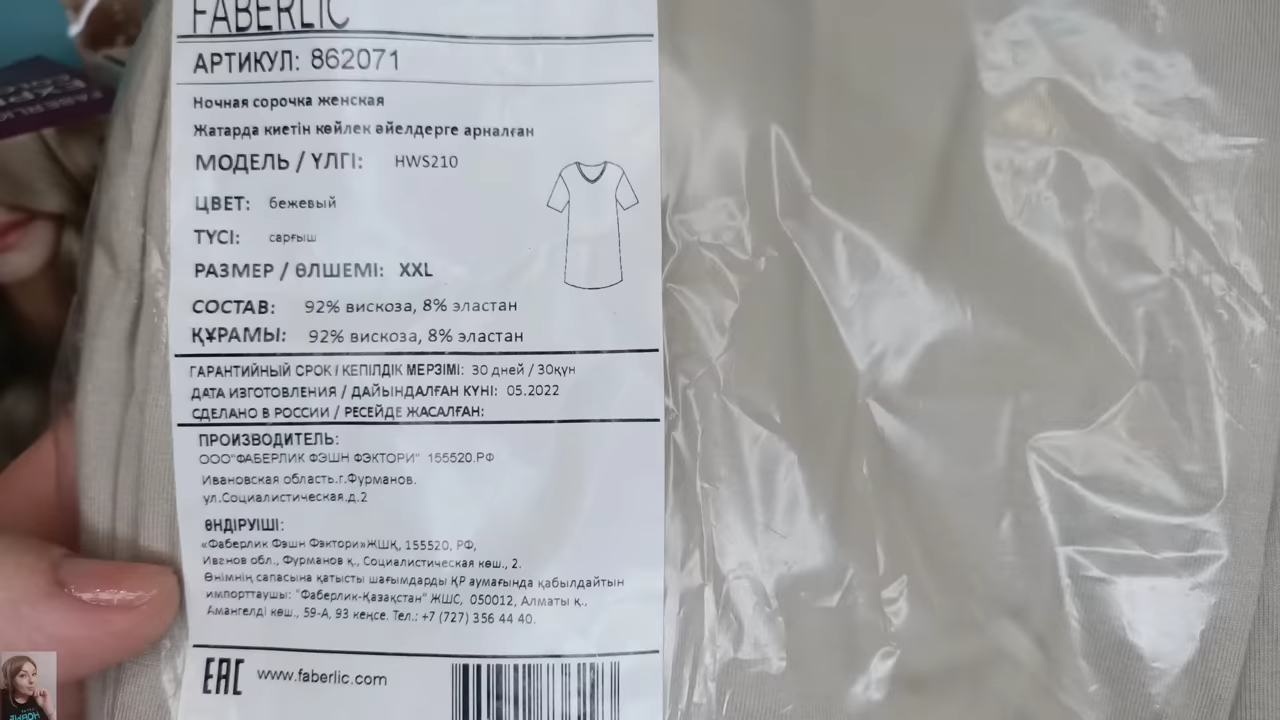 FABERLIC
АРТИКУЛ: 862071
Ночная сорочка женская
Жатарда киетін көйлек әйелдерге арналған
МОДЕЛЬ / ҮЛГІ: HWS210
ЦВЕТ: бежевый
ТҮСІ: сарғыш
РАЗМЕР / ӨЛШЕМІ: XXL
СОСТАВ: 92% вискоза, 8% эластан
ҚҰРАМЫ: 92% вискоза, 8% эластан
ГАРАНТИЙНЫЙ СРОК / КЕПІЛДІК МЕРЗІМІ: 30 дней / 30күн
ДАТА ИЗГОТОВЛЕНИЯ / ДАЙЫНДАЛҒАН КҮНІ: 05.2022
СДЕЛАНО В РОССИИ / РЕСЕЙДЕ ЖАСАЛҒАН:
ПРОИЗВОДИТЕЛЬ:
ООО"ФАБЕРЛИК ФЭШН ФЭКТОРИ" 155520.РФ
Ивановская область.г.Фурманов.
ул.Социалистическая.д.2
ӨНДІРУІШІ:
«Фаберлик Фэшн Фэктори»ЖШҚ, 155520, РФ,
Иванов обл., Фурманов қ., Социалистическая көш., 2.
Өнімнің сапасына қатысты шағымдарды ҚР аумағында қабылдайтын
импорттаушы: "Фаберлик-Қазақстан" ЖШС, 050012, Алматы қ.,
Амангелді көш., 59-А, 93 кеңсе. Тел.: +7 (727) 356 44 40.
EAC www.faberlic.com